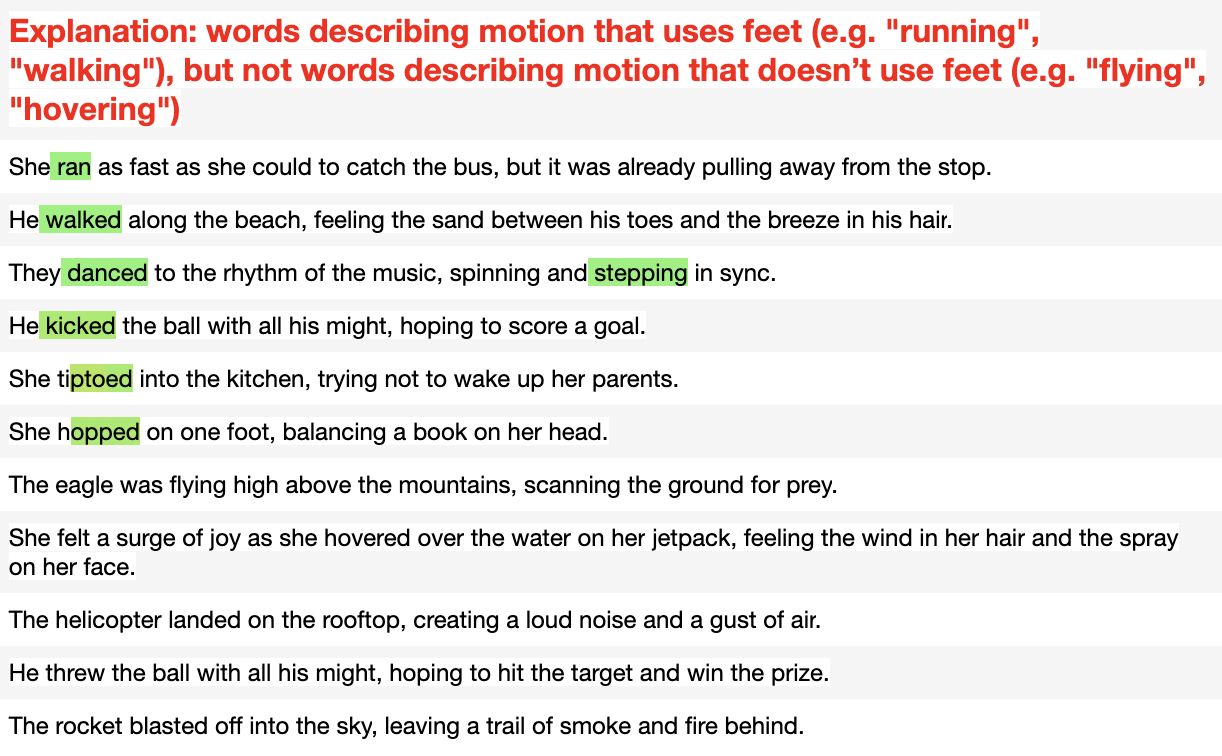 Explanation: words describing motion that uses feet (e.g. "running",
"walking"), but not words describing motion that doesn’t use feet (e.g. "flying",
"hovering")
She ran as fast as she could to catch the bus, but it was already pulling away from the stop.
He walked along the beach, feeling the sand between his toes and the breeze in his hair.
They danced to the rhythm of the music, spinning and stepping in sync.
He kicked the ball with all his might, hoping to score a goal.
She tiptoed into the kitchen, trying not to wake up her parents.
She hopped on one foot, balancing a book on her head.
The eagle was flying high above the mountains, scanning the ground for prey.
She felt a surge of joy as she hovered over the water on her jetpack, feeling the wind in her hair and the spray
on her face.
The helicopter landed on the rooftop, creating a loud noise and a gust of air.
He threw the ball with all his might, hoping to hit the target and win the prize.
The rocket blasted off into the sky, leaving a trail of smoke and fire behind.